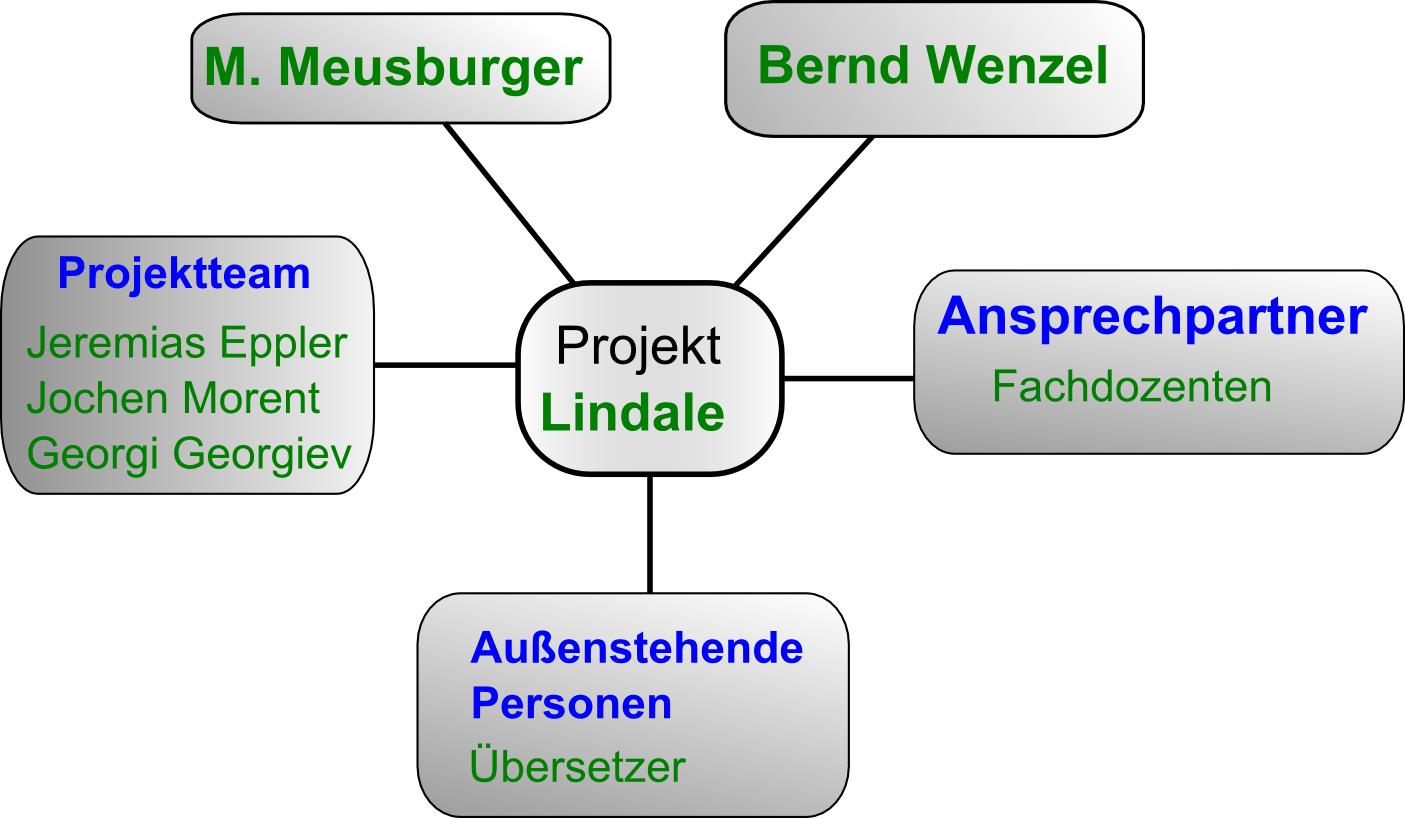 M. Meusburger
Bernd Wenzel
Projektteam
Jeremias Eppler
Jochen Morent
Georgi Georgiev
Projekt
Lindale
Ansprechpartner
Fachdozenten
Außenstehende
Personen
Übersetzer